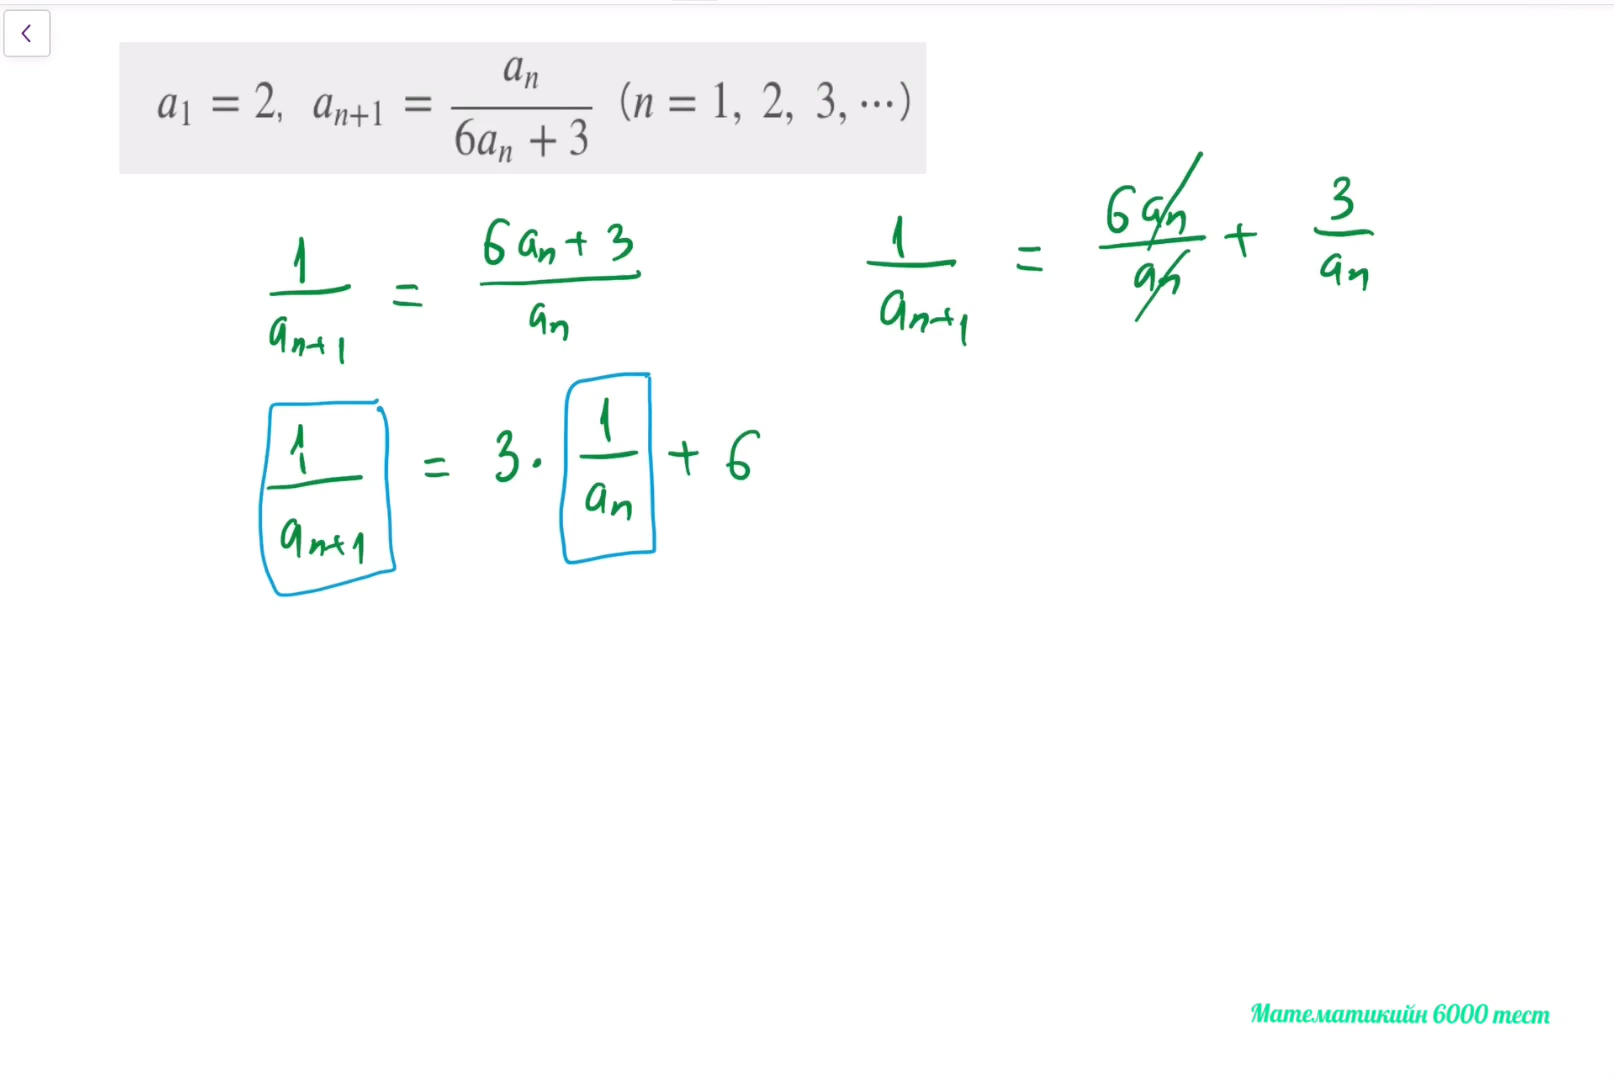 a₁ = 2, aₙ₊₁ = aₙ / (6aₙ + 3) (n = 1, 2, 3, ⋯)
1 / aₙ₊₁ = (6aₙ + 3) / aₙ
1 / aₙ₊₁ = 6aₙ / aₙ + 3 / aₙ
1 / aₙ₊₁ = 3 · 1 / aₙ + 6
Математикийн 6000 тест